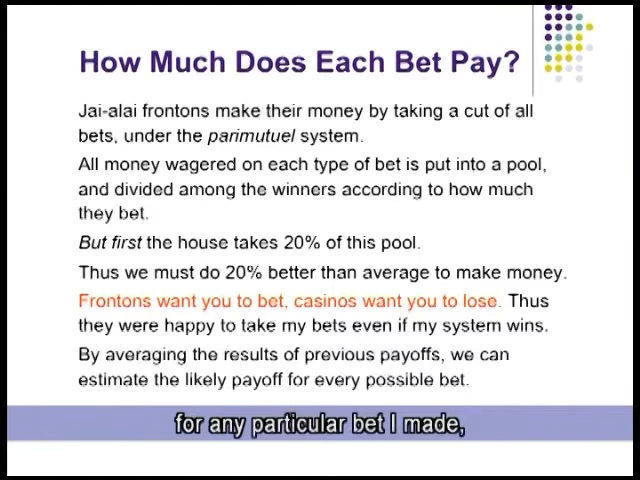 How Much Does Each Bet Pay?
Jai-alai frontons make their money by taking a cut of all
bets, under the parimutuel system.
All money wagered on each type of bet is put into a pool,
and divided among the winners according to how much
they bet.
But first the house takes 20% of this pool.
Thus we must do 20% better than average to make money.
Frontons want you to bet, casinos want you to lose. Thus
they were happy to take my bets even if my system wins.
By averaging the results of previous payoffs, we can
estimate the likely payoff for every possible bet.
for any particular bet I made,